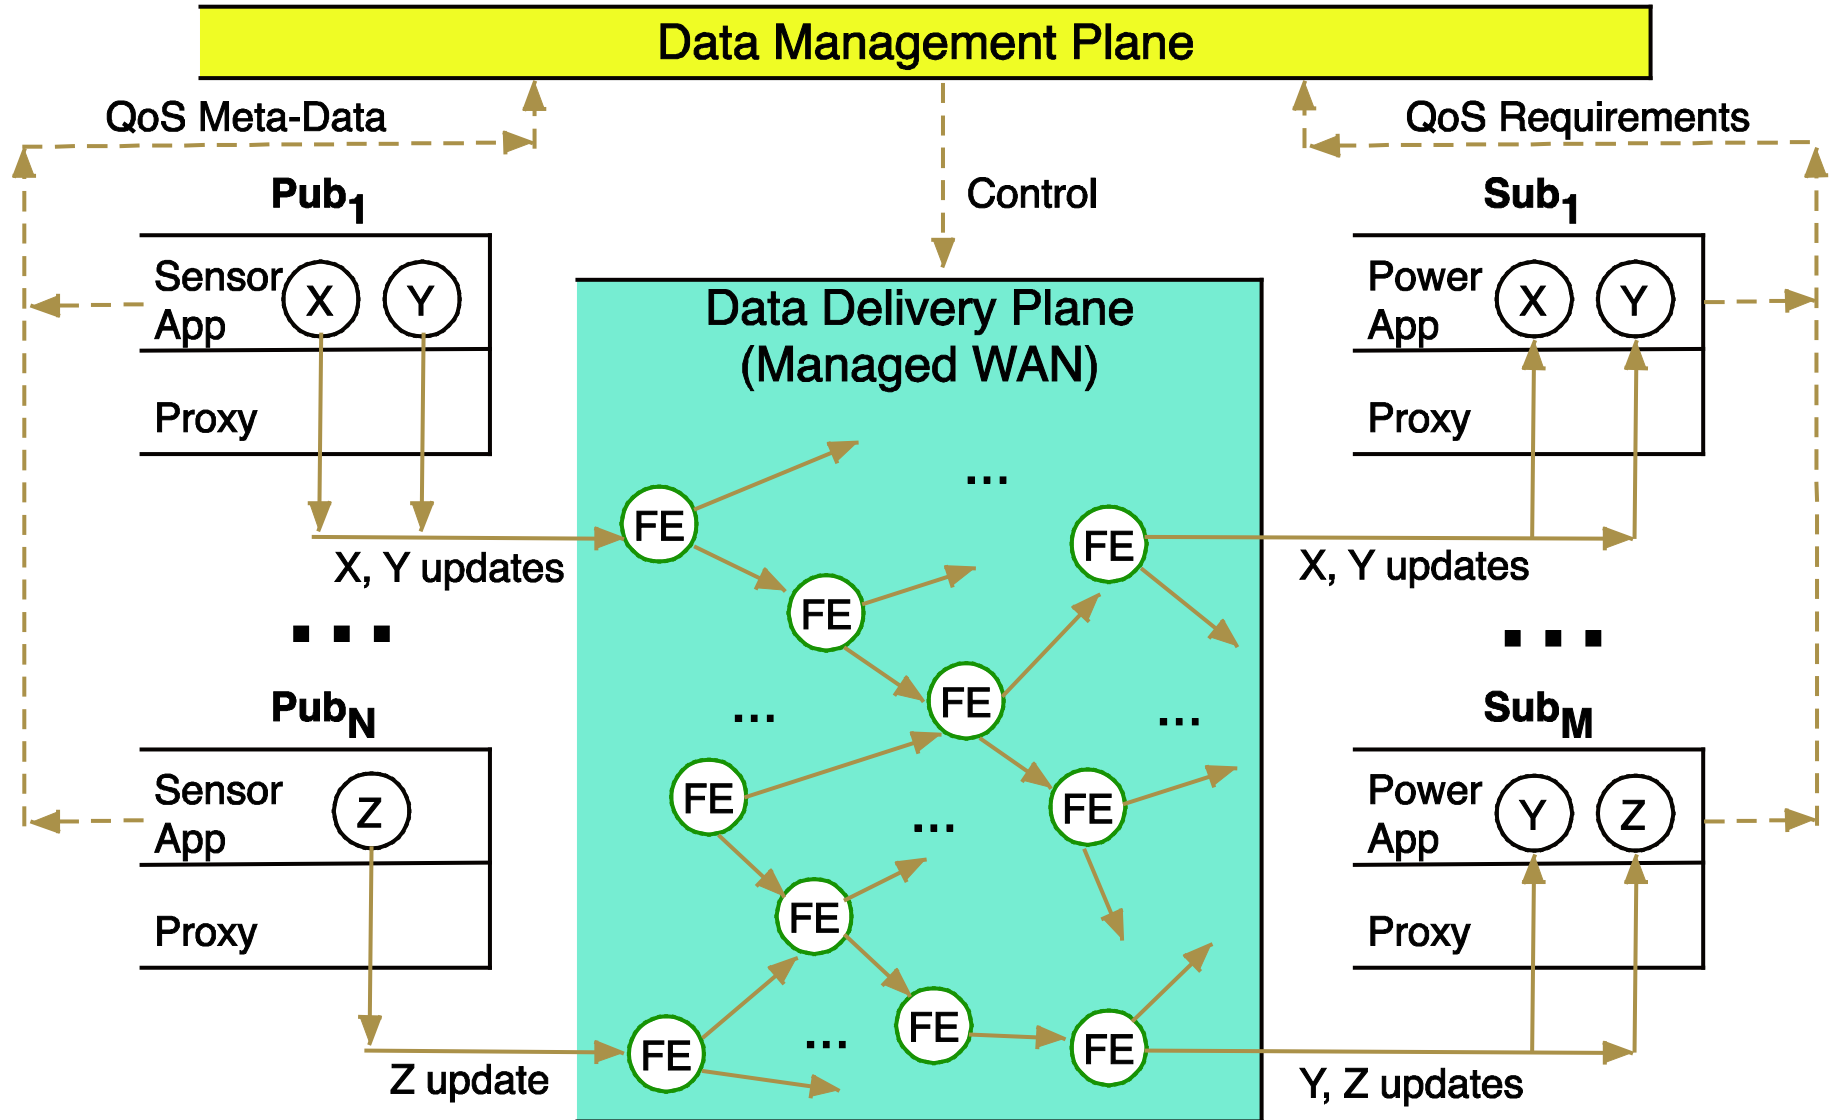 Data Management Plane
QoS Meta-Data
QoS Requirements
Control
Pub1
Sensor
App
X
Y
Proxy
X, Y updates
...
PubN
Sensor
App
Z
Proxy
Z update
Data Delivery Plane
(Managed WAN)
...
FE
FE
FE
FE
...
...
FE
FE
...
FE
FE
FE
FE
...
Sub1
Power
App
X
Y
Proxy
X, Y updates
...
SubM
Power
App
Y
Z
Proxy
Y, Z updates